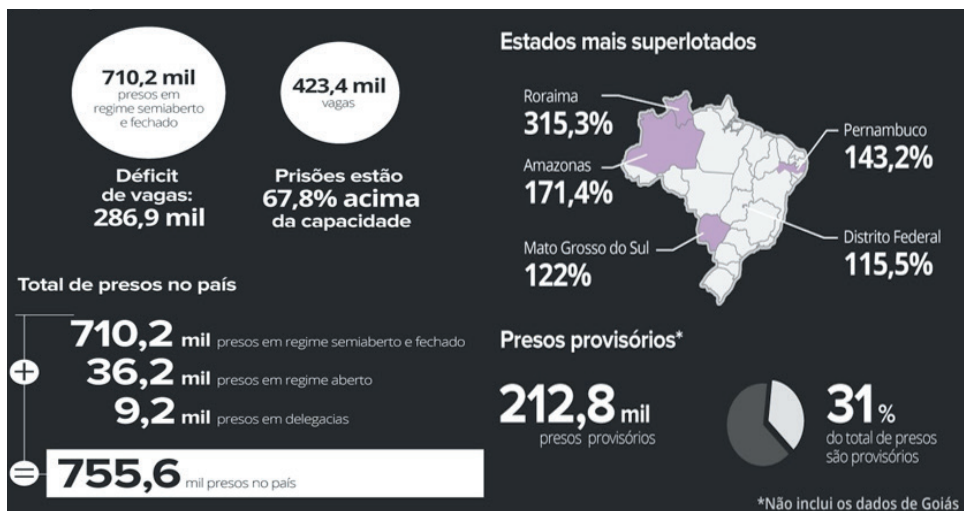 710,2 mil
presos em
regime semiaberto
e fechado
423,4 mil
vagas
Déficit
de vagas:
286,9 mil
Prisões estão
67,8% acima
da capacidade
Total de presos no país
710,2 mil presos em regime semiaberto e fechado
+
36,2 mil presos em regime aberto
9,2 mil presos em delegacias
=
755,6 mil presos no país
Estados mais superlotados
Roraima
315,3%
Amazonas
171,4%
Mato Grosso do Sul
122%
Pernambuco
143,2%
Distrito Federal
115,5%
Presos provisórios*
212,8 mil
presos provisórios
31%
do total de presos
são provisórios
*Não inclui os dados de Goiás